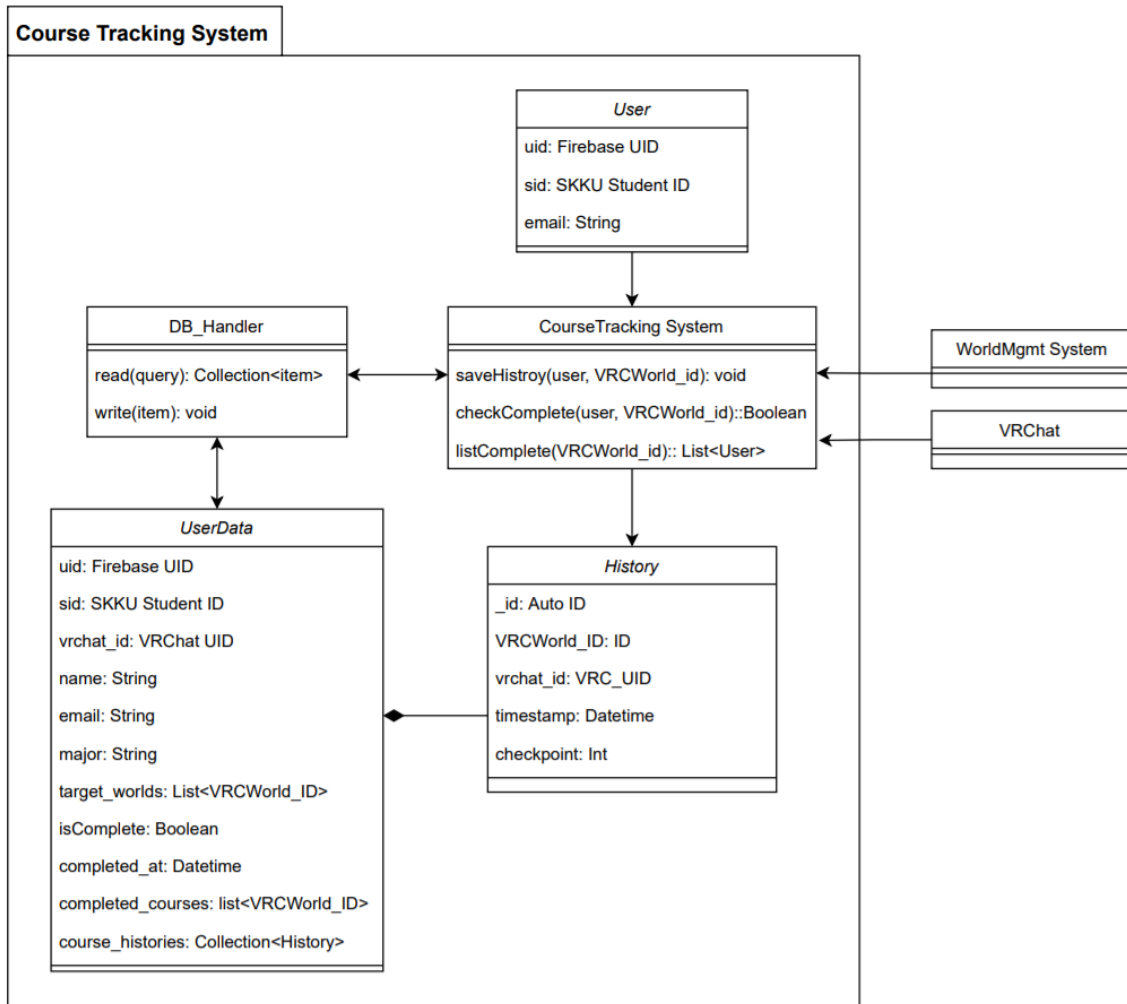 Course Tracking System
User
uid: Firebase UID
sid: SKKU Student ID
email: String
DB_Handler
read(query): Collection<item>
write(item): void
CourseTracking System
saveHistroy(user, VRCWorld_id): void
checkComplete(user, VRCWorld_id)::Boolean
listComplete(VRCWorld_id):: List<User>
WorldMgmt System
VRChat
UserData
uid: Firebase UID
sid: SKKU Student ID
vrchat_id: VRChat UID
name: String
email: String
major: String
target_worlds: List<VRCWorld_ID>
isComplete: Boolean
completed_at: Datetime
completed_courses: list<VRCWorld_ID>
course_histories: Collection<History>
History
_id: Auto ID
VRCWorld_ID: ID
vrchat_id: VRC_UID
timestamp: Datetime
checkpoint: Int